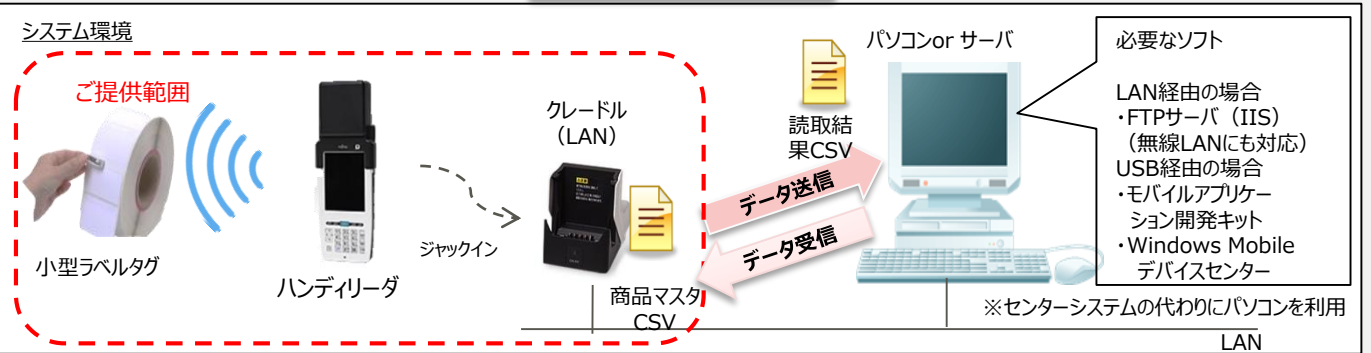 システム環境
ご提供範囲
小型ラベルタグ
ハンディリーダ
ジャックイン
クレードル
（LAN）
商品マスタ
CSV
読取結
果CSV
データ送信
データ受信
パソコンor サーバ
必要なソフト
LAN経由の場合
・FTPサーバ（IIS）
（無線LANにも対応）
USB経由の場合
・モバイルアプリケー
ション開発キット
・Windows Mobile
デバイスセンター
※センターシステムの代わりにパソコンを利用
LAN